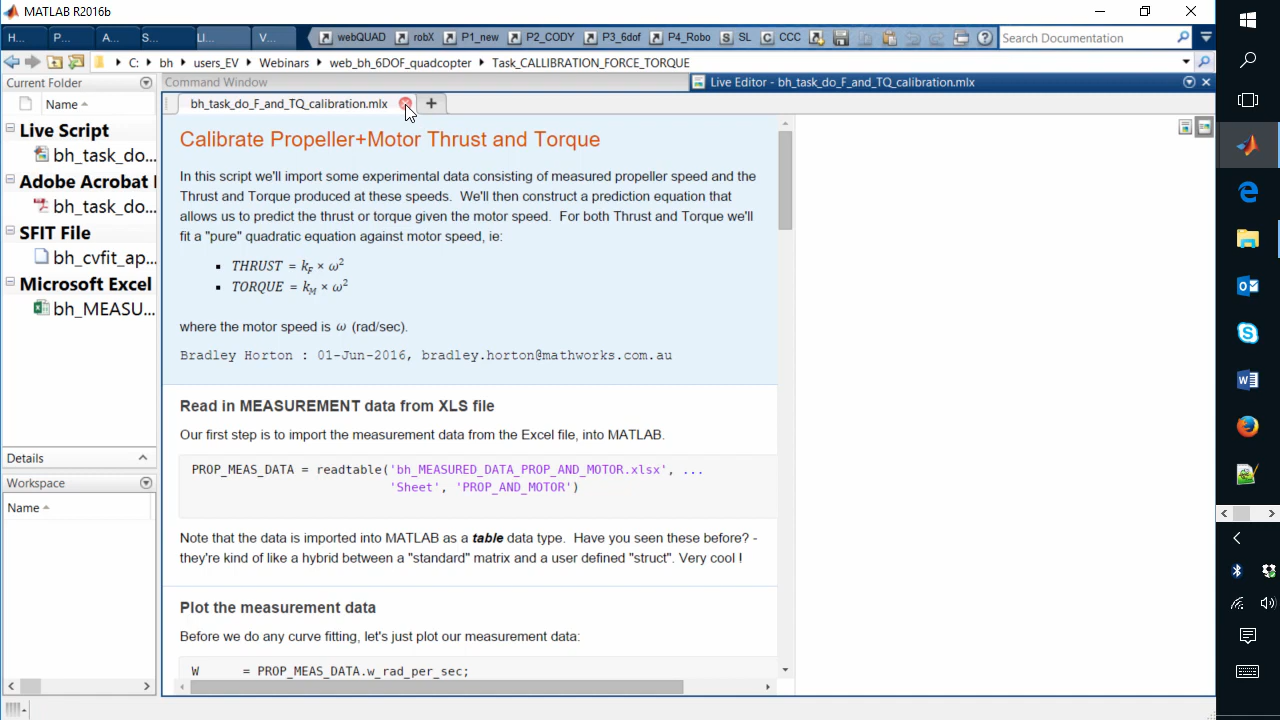 MATLAB R2016b
H... P... A... S... LI... V... webQUAD robX P1_new P2_CODY P3_6dof P4_Robo SL CCC Search Documentation
C: bh users_EV Webinars web_bh_6DOF_quadcopter Task_CALLIBRATION_FORCE_TORQUE
Current Folder
Command Window
Live Editor - bh_task_do_F_and_TQ_calibration.mlx
Name
bh_task_do_F_and_TQ_calibration.mlx
Live Script
bh_task_do...
Adobe Acrobat
bh_task_do...
SFIT File
bh_cvfit_ap...
Microsoft Excel
bh_MEASU...
Details
Workspace
Name
Calibrate Propeller+Motor Thrust and Torque
In this script we'll import some experimental data consisting of measured propeller speed and the
Thrust and Torque produced at these speeds. We'll then construct a prediction equation that
allows us to predict the thrust or torque given the motor speed. For both Thrust and Torque we'll
fit a "pure" quadratic equation against motor speed, ie:
THRUST = k_F × ω²
TORQUE = k_M × ω²
where the motor speed is ω (rad/sec).
Bradley Horton : 01-Jun-2016, bradley.horton@mathworks.com.au
Read in MEASUREMENT data from XLS file
Our first step is to import the measurement data from the Excel file, into MATLAB.
PROP_MEAS_DATA = readtable('bh_MEASURED_DATA_PROP_AND_MOTOR.xlsx', ...
'Sheet', 'PROP_AND_MOTOR')
Note that the data is imported into MATLAB as a table data type. Have you seen these before? -
they're kind of like a hybrid between a "standard" matrix and a user defined "struct". Very cool !
Plot the measurement data
Before we do any curve fitting, let's just plot our measurement data:
W = PROP_MEAS_DATA.w_rad_per_sec;